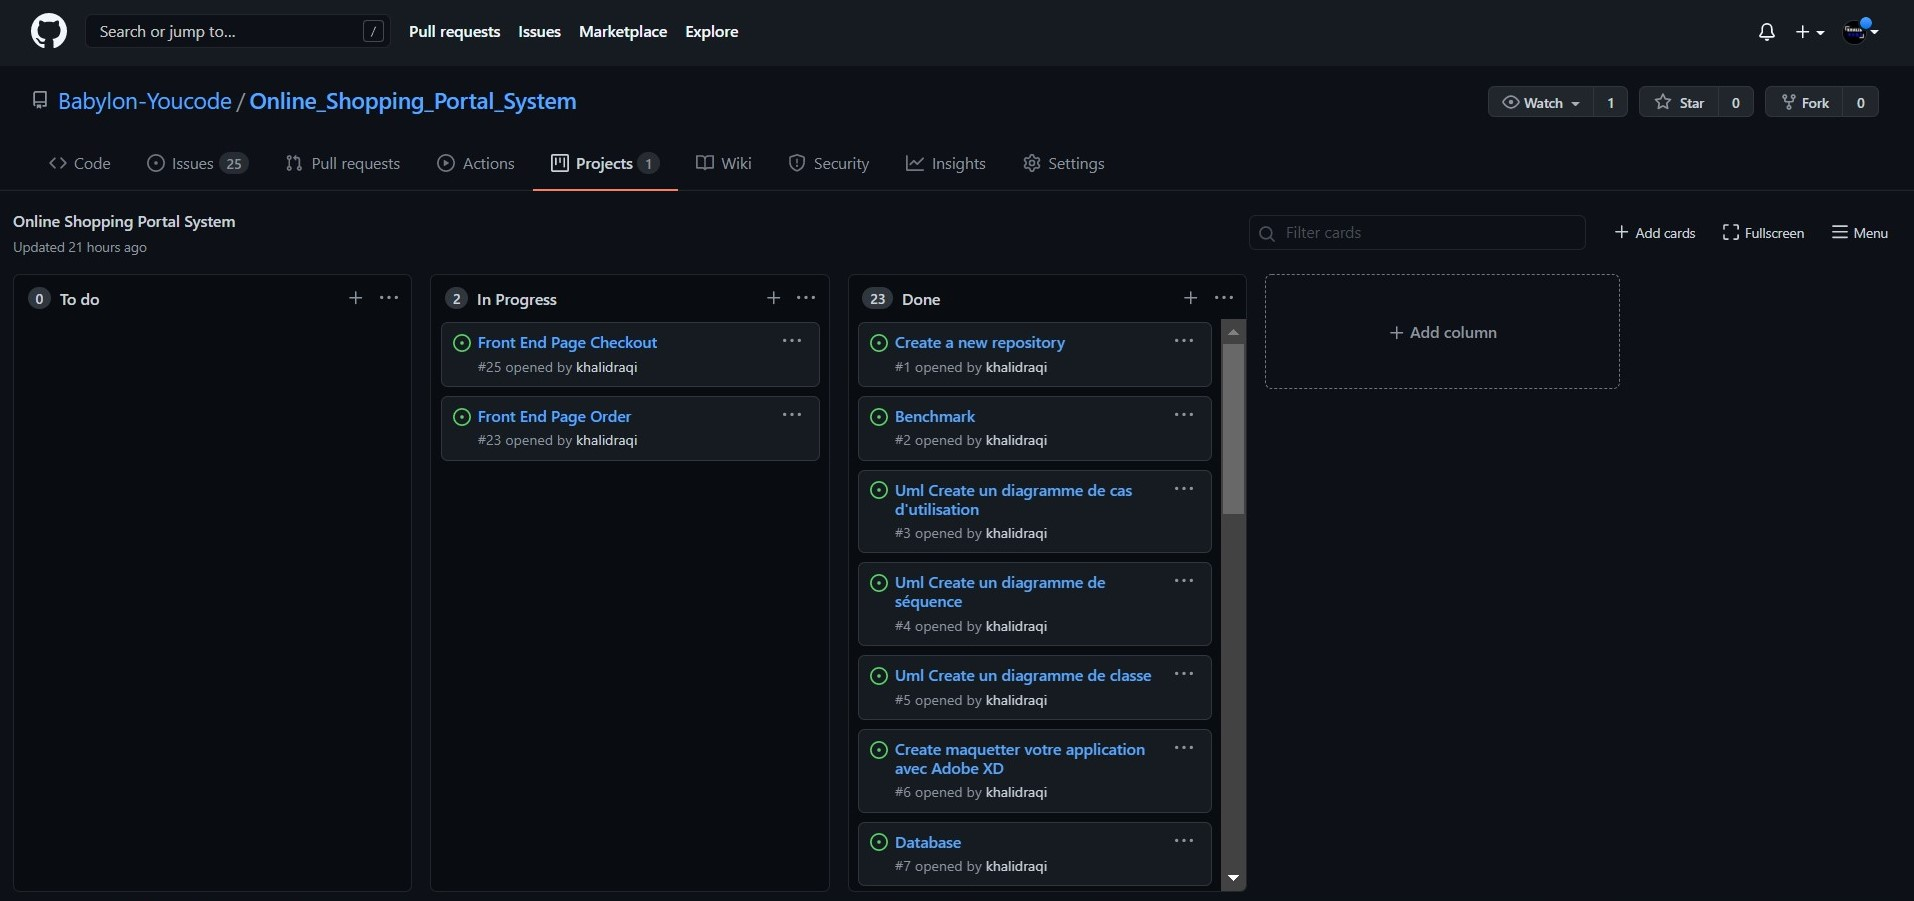 Search or jump to... /
Pull requests Issues Marketplace Explore
Babylon-Youcode / Online_Shopping_Portal_System
Watch 1 Star 0 Fork 0
Code Issues 25 Pull requests Actions Projects 1 Wiki Security Insights Settings
Online Shopping Portal System
Updated 21 hours ago
Filter cards
Add cards Fullscreen Menu
0 To do
2 In Progress
Front End Page Checkout
#25 opened by khalidraqi
Front End Page Order
#23 opened by khalidraqi
23 Done
Create a new repository
#1 opened by khalidraqi
Benchmark
#2 opened by khalidraqi
Uml Create un diagramme de cas
d'utilisation
#3 opened by khalidraqi
Uml Create un diagramme de
séquence
#4 opened by khalidraqi
Uml Create un diagramme de classe
#5 opened by khalidraqi
Create maquetter votre application
avec Adobe XD
#6 opened by khalidraqi
Database
#7 opened by khalidraqi
+ Add column